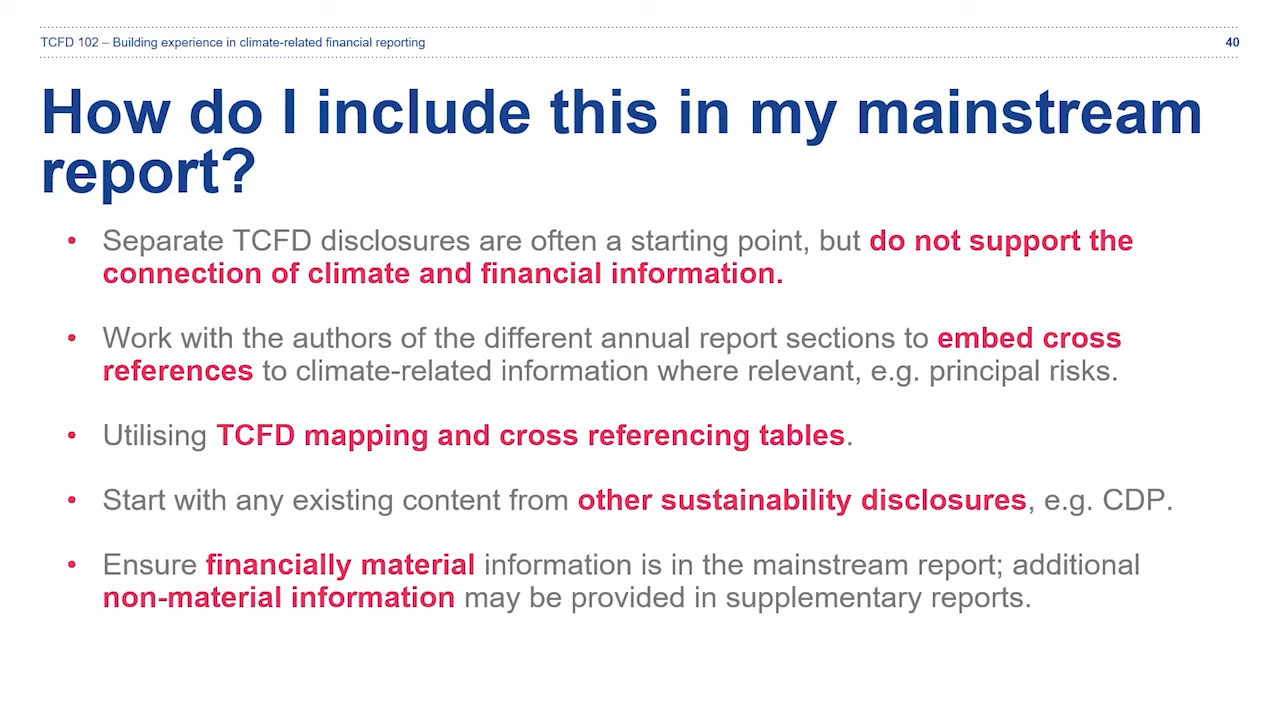 TCFD 102 – Building experience in climate-related financial reporting
40
How do I include this in my mainstream
report?
• Separate TCFD disclosures are often a starting point, but do not support the
connection of climate and financial information.
• Work with the authors of the different annual report sections to embed cross
references to climate-related information where relevant, e.g. principal risks.
• Utilising TCFD mapping and cross referencing tables.
• Start with any existing content from other sustainability disclosures, e.g. CDP.
• Ensure financially material information is in the mainstream report; additional
non-material information may be provided in supplementary reports.